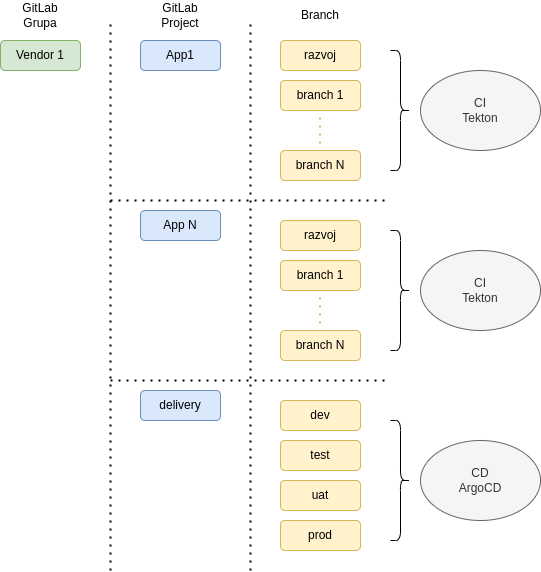 GitLab
Grupa
GitLab
Project
Branch
Vendor 1
App1
razvoj
branch 1
branch N
CI
Tekton
App N
razvoj
branch 1
branch N
CI
Tekton
delivery
dev
test
uat
prod
CD
ArgoCD